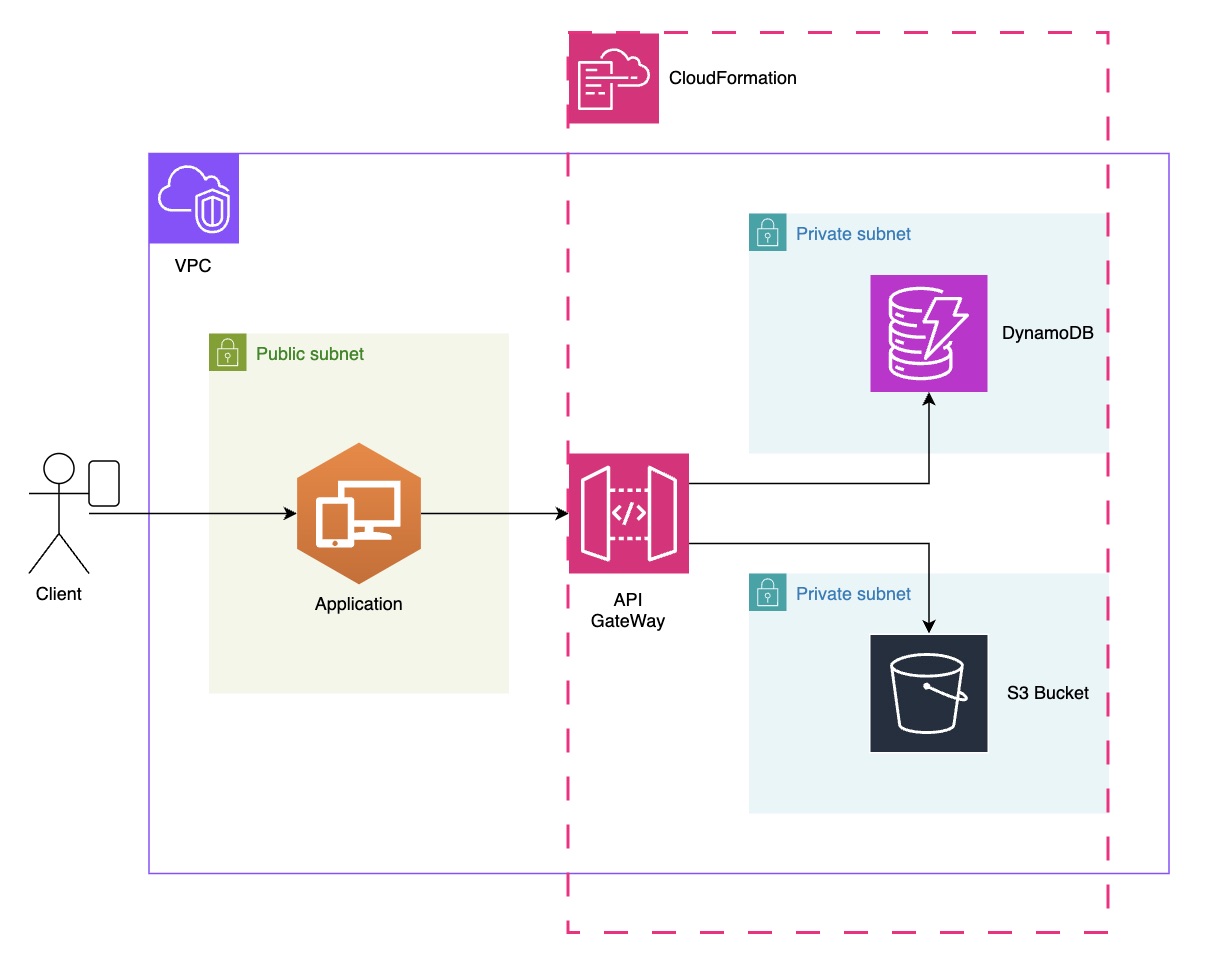 CloudFormation
VPC
Private subnet
DynamoDB
Public subnet
Client
Application
</>
API
GateWay
Private subnet
S3 Bucket